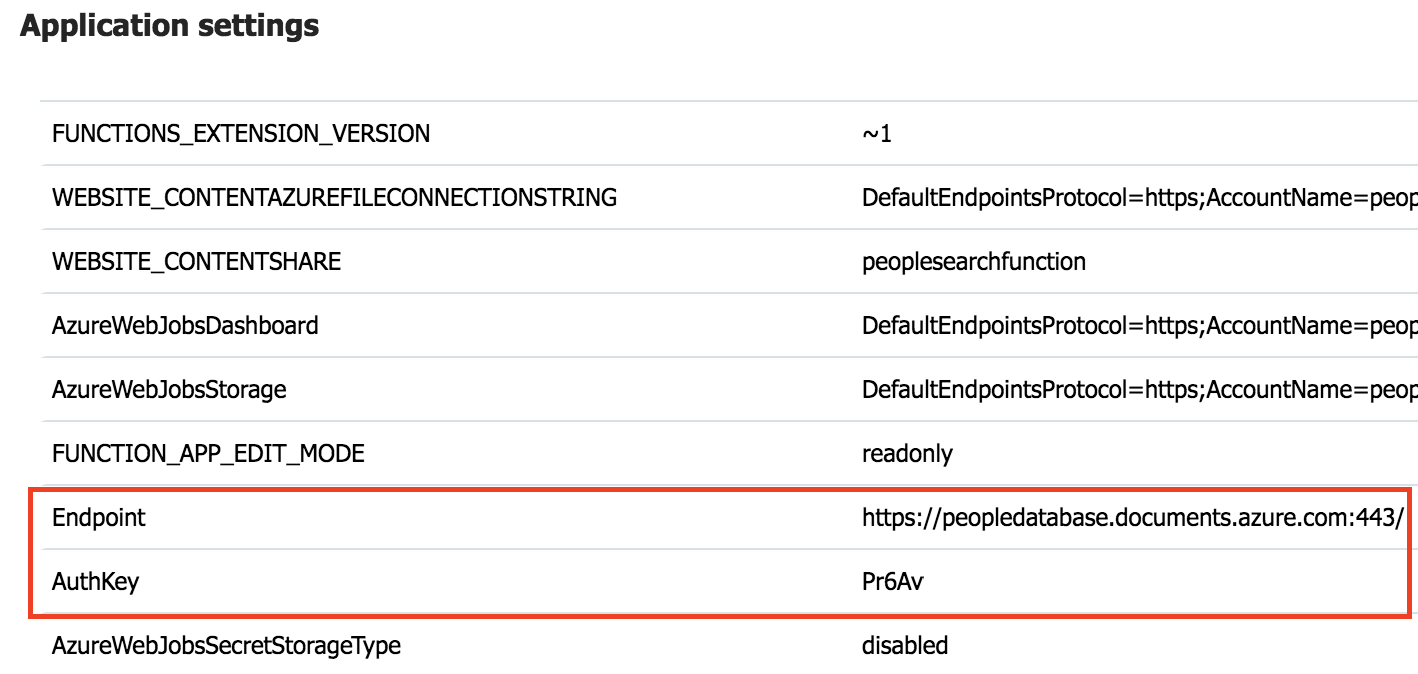 Application settings
FUNCTIONS_EXTENSION_VERSION ~1
WEBSITE_CONTENTAZUREFILECONNECTIONSTRING DefaultEndpointsProtocol=https;AccountName=peop
WEBSITE_CONTENTSHARE peoplesearchfunction
AzureWebJobsDashboard DefaultEndpointsProtocol=https;AccountName=peop
AzureWebJobsStorage DefaultEndpointsProtocol=https;AccountName=peop
FUNCTION_APP_EDIT_MODE readonly
Endpoint https://peopledatabase.documents.azure.com:443/
AuthKey Pr6Av
AzureWebJobsSecretStorageType disabled